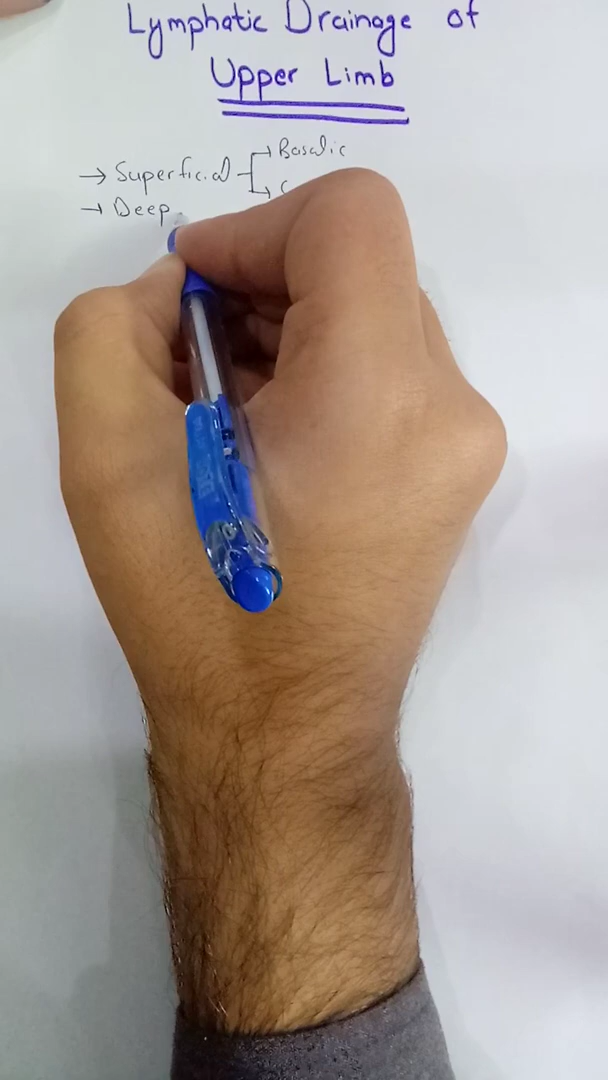 Lymphatic Drainage of
Upper Limb
→ Superficial → Basalic
→ C
→ Deep